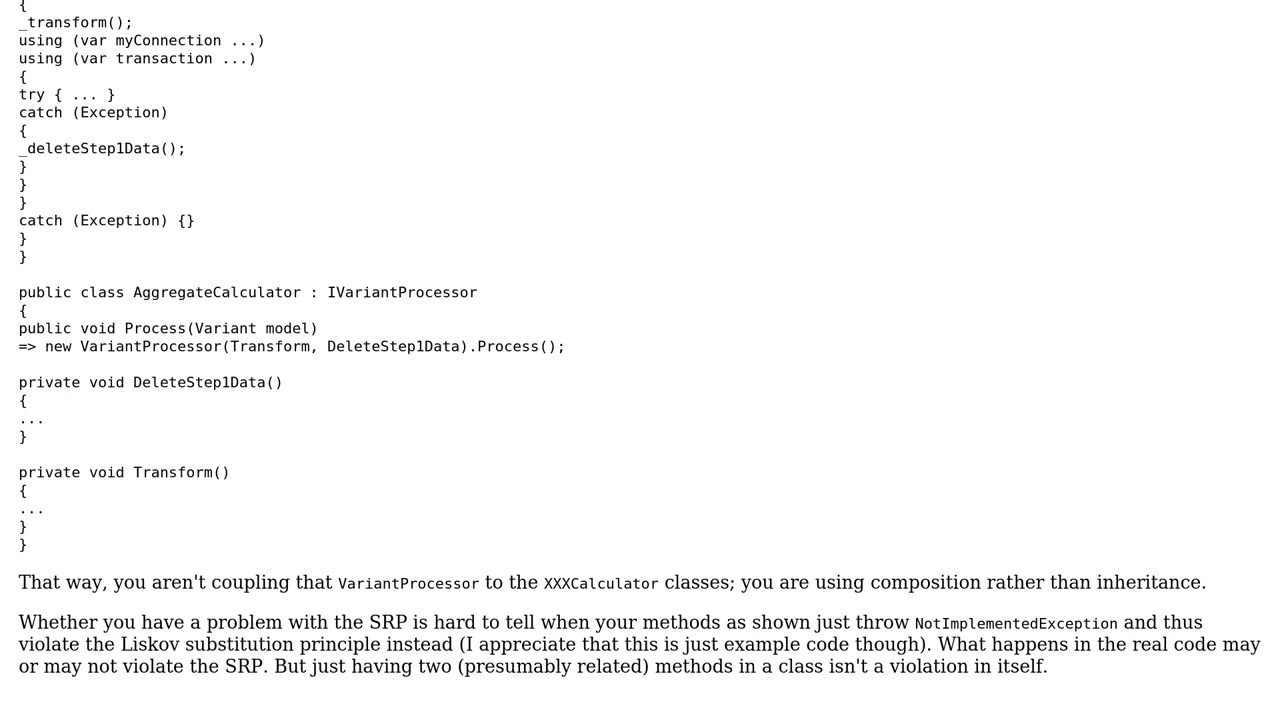 {
_transform();
using (var myConnection ...)
using (var transaction ...)
{
try { ... }
catch (Exception)
{
_deleteStep1Data();
}
}
}
catch (Exception) {}
}
}
public class AggregateCalculator : IVariantProcessor
{
public void Process(Variant model)
=> new VariantProcessor(Transform, DeleteStep1Data).Process();
private void DeleteStep1Data()
{
...
}
private void Transform()
{
...
}
}
That way, you aren't coupling that VariantProcessor to the XXXCalculator classes; you are using composition rather than inheritance.
Whether you have a problem with the SRP is hard to tell when your methods as shown just throw NotImplementedException and thus
violate the Liskov substitution principle instead (I appreciate that this is just example code though). What happens in the real code may
or may not violate the SRP. But just having two (presumably related) methods in a class isn't a violation in itself.